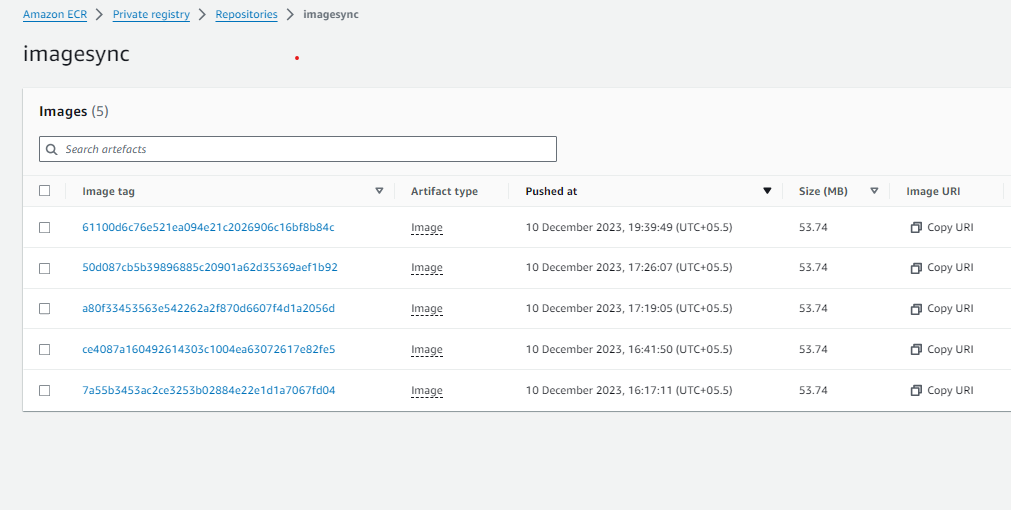 Amazon ECR > Private registry > Repositories > imagesync
imagesync
Images (5)
Search artefacts
Image tag Artifact type Pushed at Size (MB) Image URI
61100d6c76e521ea094e21c2026906c16bf8b84c Image 10 December 2023, 19:39:49 (UTC+05.5) 53.74 Copy URI
50d087cb5b39896885c20901a62d35369aef1b92 Image 10 December 2023, 17:26:07 (UTC+05.5) 53.74 Copy URI
a80f33453563e542262a2f870d6607f4d1a2056d Image 10 December 2023, 17:19:05 (UTC+05.5) 53.74 Copy URI
ce4087a160492614303c1004ea63072617e82fe5 Image 10 December 2023, 16:41:50 (UTC+05.5) 53.74 Copy URI
7a55b3453ac2ce3253b02884e22e1d1a7067fd04 Image 10 December 2023, 16:17:11 (UTC+05.5) 53.74 Copy URI